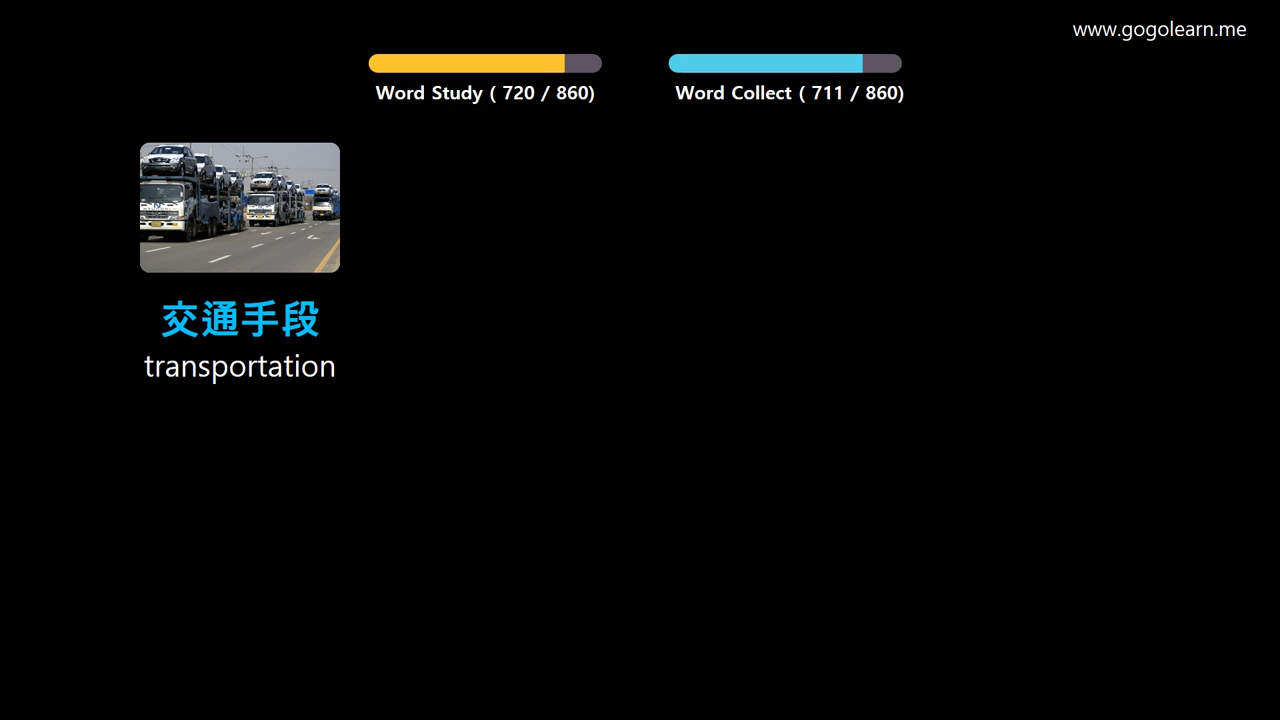 www.gogolearn.me
Word Study ( 720 / 860)
Word Collect ( 711 / 860)
交通手段
transportation